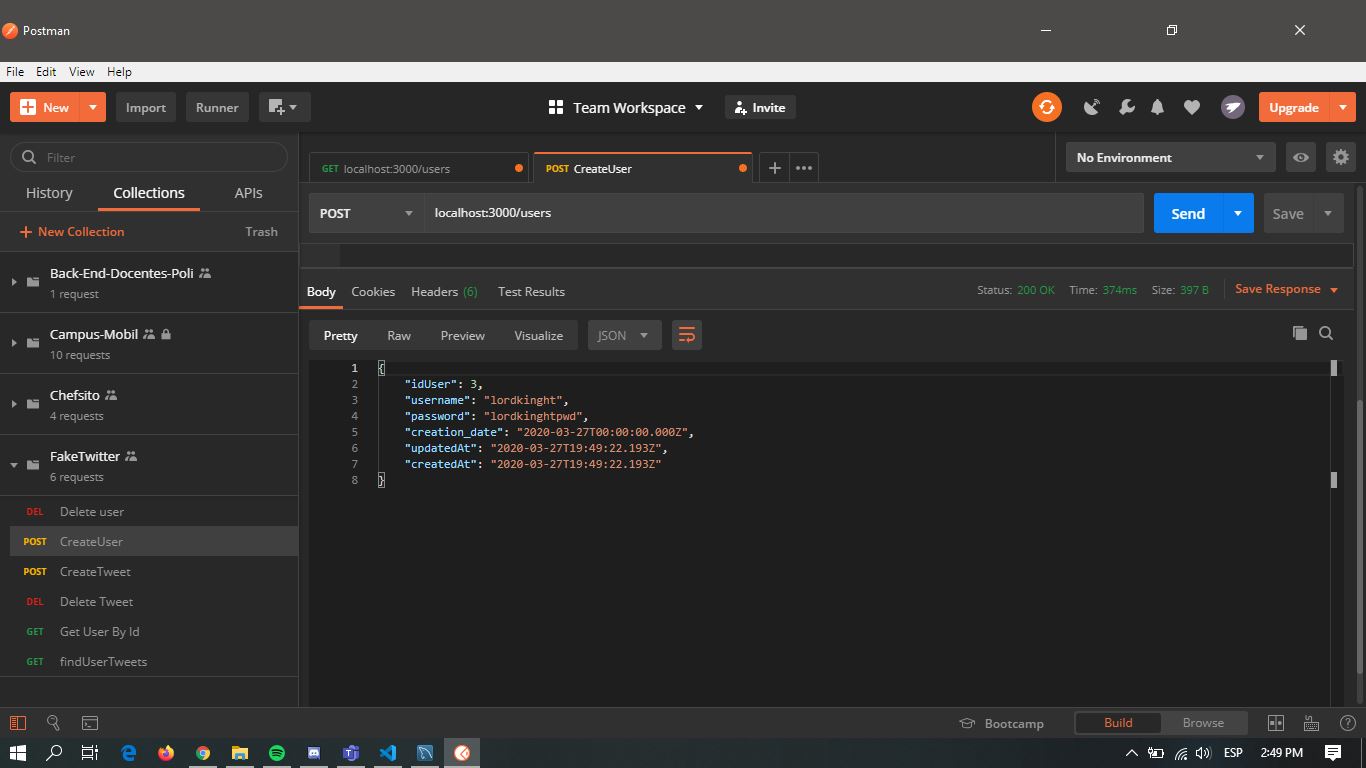 Postman
File Edit View Help
New Import Runner Team Workspace Invite Upgrade
Filter
History Collections APIs
New Collection Trash
Back-End-Docentes-Poli
1 request
Campus-Mobil
10 requests
Chefsito
4 requests
FakeTwitter
6 requests
DEL Delete user
POST CreateUser
POST CreateTweet
DEL Delete Tweet
GET Get User By Id
GET findUserTweets
GET localhost:3000/users POST CreateUser No Environment
POST localhost:3000/users Send Save
Body Cookies Headers (6) Test Results Status: 200 OK Time: 374ms Size: 397 B Save Response
Pretty Raw Preview Visualize JSON
1 {
2 "idUser": 3,
3 "username": "lordkinght",
4 "password": "lordkinghtpwd",
5 "creation_date": "2020-03-27T00:00:00.000Z",
6 "updatedAt": "2020-03-27T19:49:22.193Z",
7 "createdAt": "2020-03-27T19:49:22.193Z"
8 }
Bootcamp Build Browse
ESP 2:49 PM